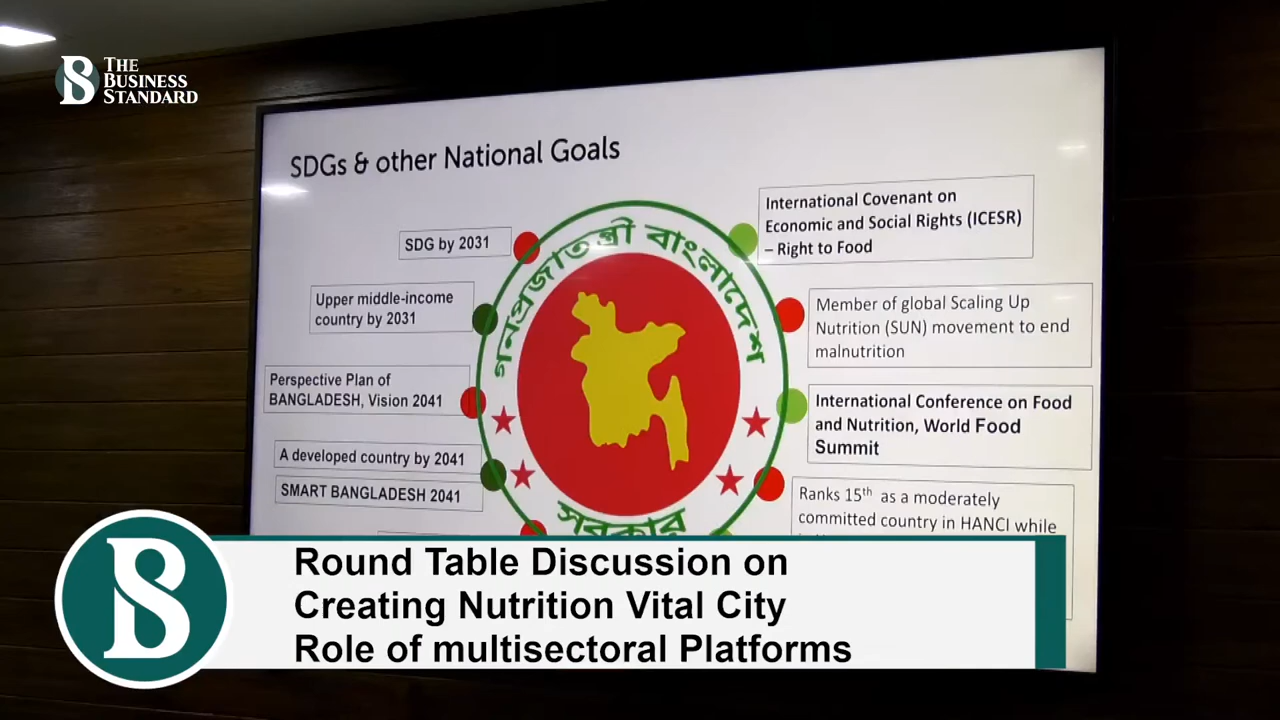 THE
BUSINESS
STANDARD
SDGs & other National Goals
SDG by 2031
Upper middle-income
country by 2031
Perspective Plan of
BANGLADESH, Vision 2041
A developed country by 2041
SMART BANGLADESH 2041
গনপ্রজাতন্ত্রী বাংলাদেশ
সরকার
International Covenant on
Economic and Social Rights (ICESR)
– Right to Food
Member of global Scaling Up
Nutrition (SUN) movement to end
malnutrition
International Conference on Food
and Nutrition, World Food
Summit
Ranks 15th as a moderately
committed country in HANCI while
Round Table Discussion on
Creating Nutrition Vital City
Role of multisectoral Platforms